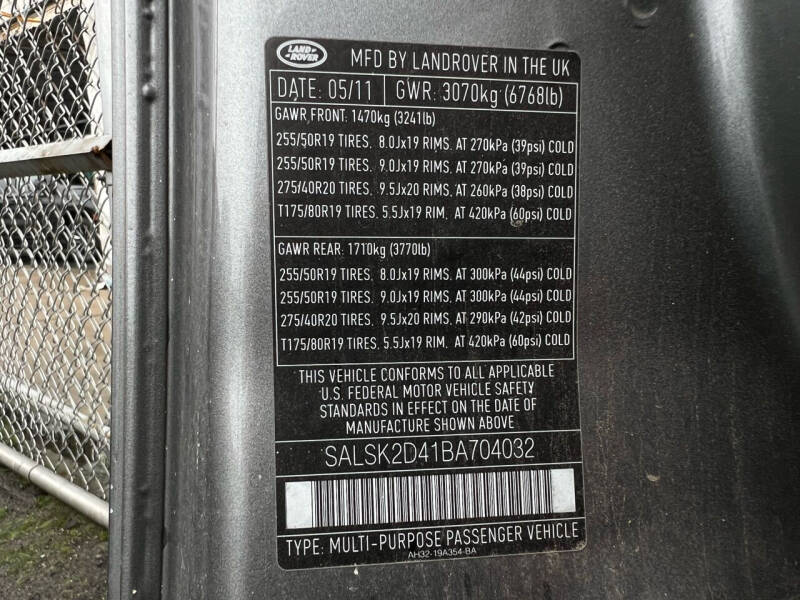 LAND ROVER
MFD BY LANDROVER IN THE UK
DATE: 05/11 GWR: 3070kg (6768lb)
GAWR FRONT: 1470kg (3241lb)
255/50R19 TIRES, 8.0Jx19 RIMS, AT 270kPa (39psi) COLD
255/50R19 TIRES, 9.0Jx19 RIMS, AT 270kPa (39psi) COLD
275/40R20 TIRES, 9.5Jx20 RIMS, AT 260kPa (38psi) COLD
T175/80R19 TIRES, 5.5Jx19 RIM, AT 420kPa (60psi) COLD
GAWR REAR: 1710kg (3770lb)
255/50R19 TIRES, 8.0Jx19 RIMS, AT 300kPa (44psi) COLD
255/50R19 TIRES, 9.0Jx19 RIMS, AT 300kPa (44psi) COLD
275/40R20 TIRES, 9.5Jx20 RIMS, AT 290kPa (42psi) COLD
T175/80R19 TIRES, 5.5Jx19 RIM, AT 420kPa (60psi) COLD
THIS VEHICLE CONFORMS TO ALL APPLICABLE
U.S. FEDERAL MOTOR VEHICLE SAFETY
STANDARDS IN EFFECT ON THE DATE OF
MANUFACTURE SHOWN ABOVE
SALSK2D41BA704032
TYPE: MULTI-PURPOSE PASSENGER VEHICLE
AH32-19A354-BA